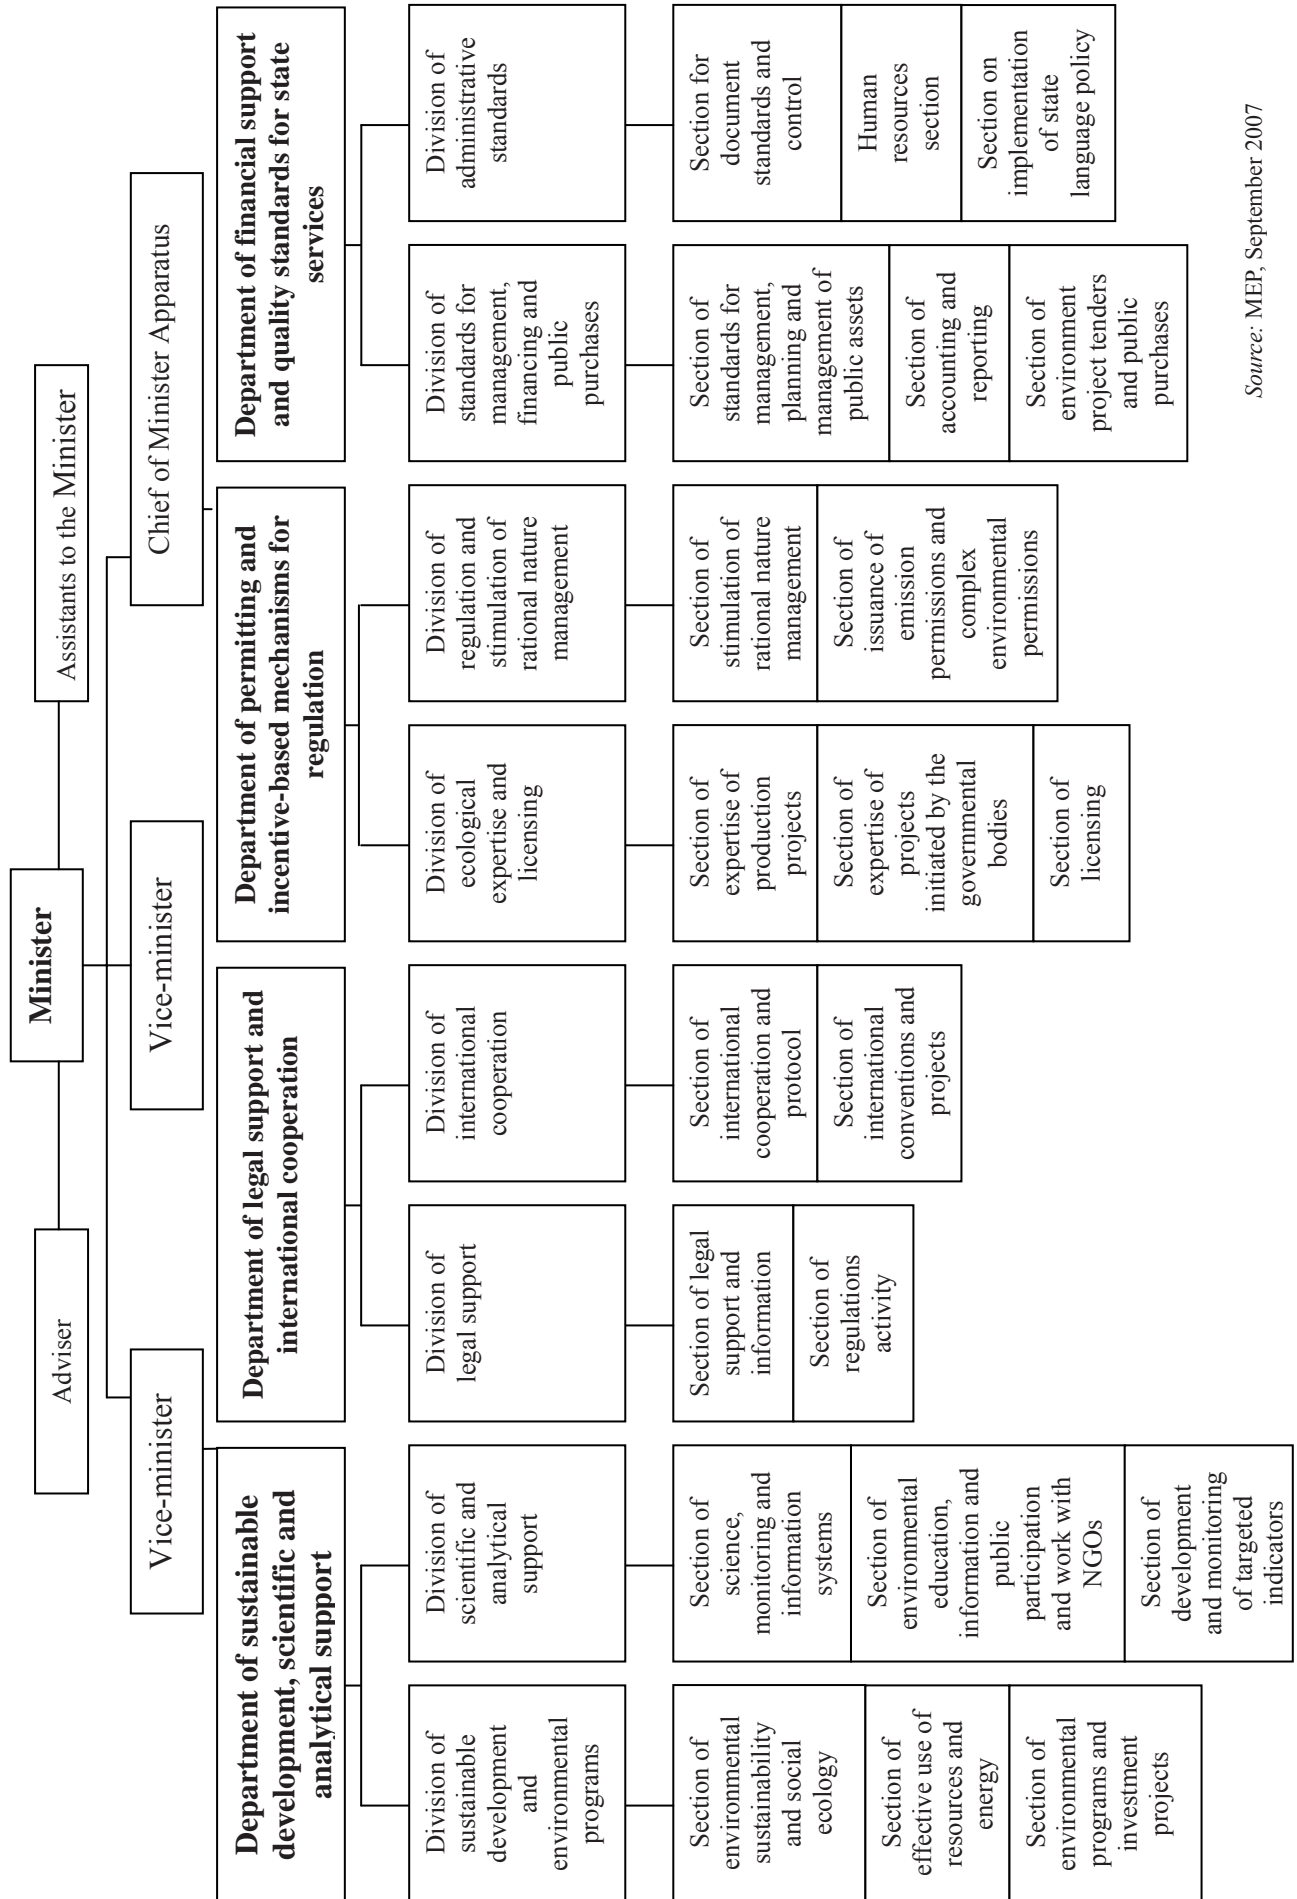 Minister
Adviser
Assistants to the Minister
Vice-minister
Vice-minister
Chief of Minister Apparatus
Department of sustainable
development, scientific and
analytical support
Department of legal support and
international cooperation
Department of permitting and
incentive-based mechanisms for
regulation
Department of financial support
and quality standards for state
services
Division of
sustainable
development
and
environmental
programs
Division of
scientific and
analytical
support
Division of
legal support
Division of
international
cooperation
Division of
ecological
expertise and
licensing
Division of
regulation and
stimulation of
rational nature
management
Division of
standards for
management,
financing and
public
purchases
Division of
administrative
standards
Section of
environmental
sustainability
and social
ecology
Section of
effective use of
resources and
energy
Section of
environmental
programs and
investment
projects
Section of
science,
monitoring and
information
systems
Section of
environmental
education,
information and
public
participation
and work with
NGOs
Section of
development
and monitoring
of targeted
indicators
Section of legal
support and
information
Section of
regulations
activity
Section of
international
cooperation and
protocol
Section of
international
conventions and
projects
Section of
expertise of
production
projects
Section of
expertise of
projects
initiated by the
governmental
bodies
Section of
licensing
Section of
stimulation of
rational nature
management
Section of
issuance of
emission
permissions and
complex
environmental
permissions
Section of
standards for
management,
planning and
management of
public assets
Section of
accounting and
reporting
Section of
environment
project tenders
and public
purchases
Section for
document
standards and
control
Human
resources
section
Section on
implementation
of state
language policy
Source: MEP, September 2007